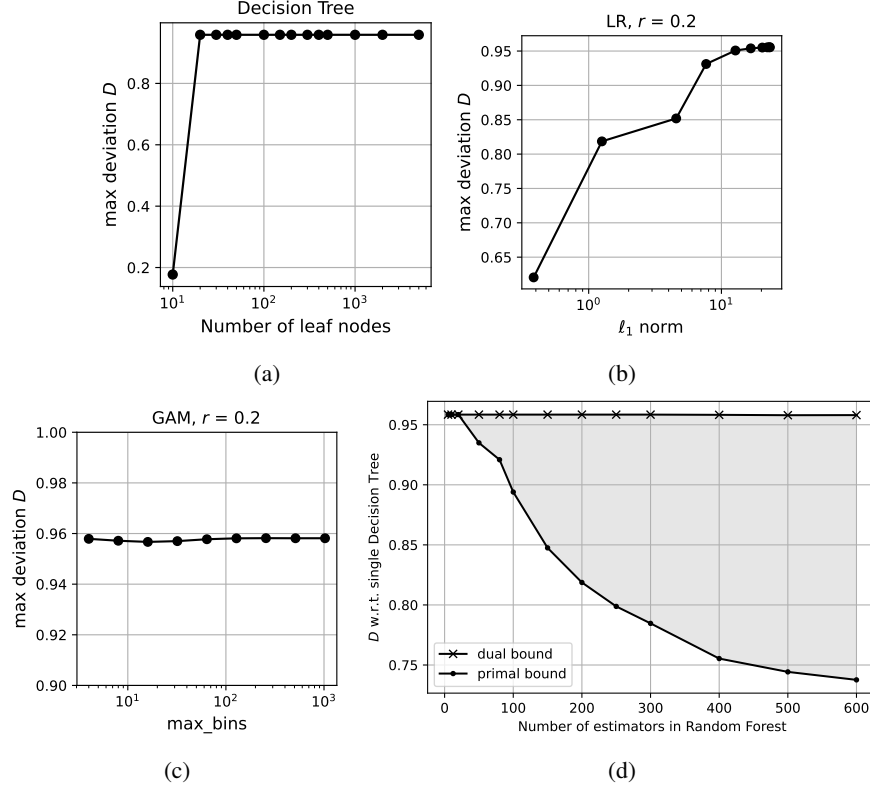 Decision Tree
max deviation D
0.8
0.6
0.4
0.2
10¹ 10² 10³
Number of leaf nodes
(a)
LR, r = 0.2
max deviation D
0.95
0.90
0.85
0.80
0.75
0.70
0.65
10⁰ 10¹
ℓ₁ norm
(b)
GAM, r = 0.2
max deviation D
1.00
0.98
0.96
0.94
0.92
0.90
10¹ 10² 10³
max_bins
(c)
D w.r.t. single Decision Tree
0.95
0.90
0.85
0.80
0.75
dual bound
primal bound
0 100 200 300 400 500 600
Number of estimators in Random Forest
(d)